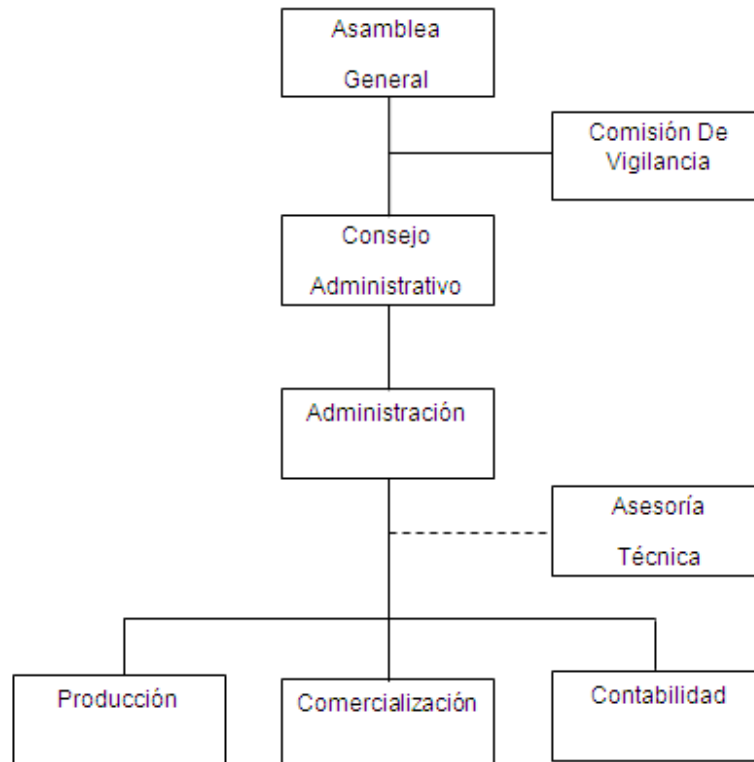 Asamblea
General
Comisión De
Vigilancia
Consejo
Administrativo
Administración
Asesoría
Técnica
Producción
Comercialización
Contabilidad